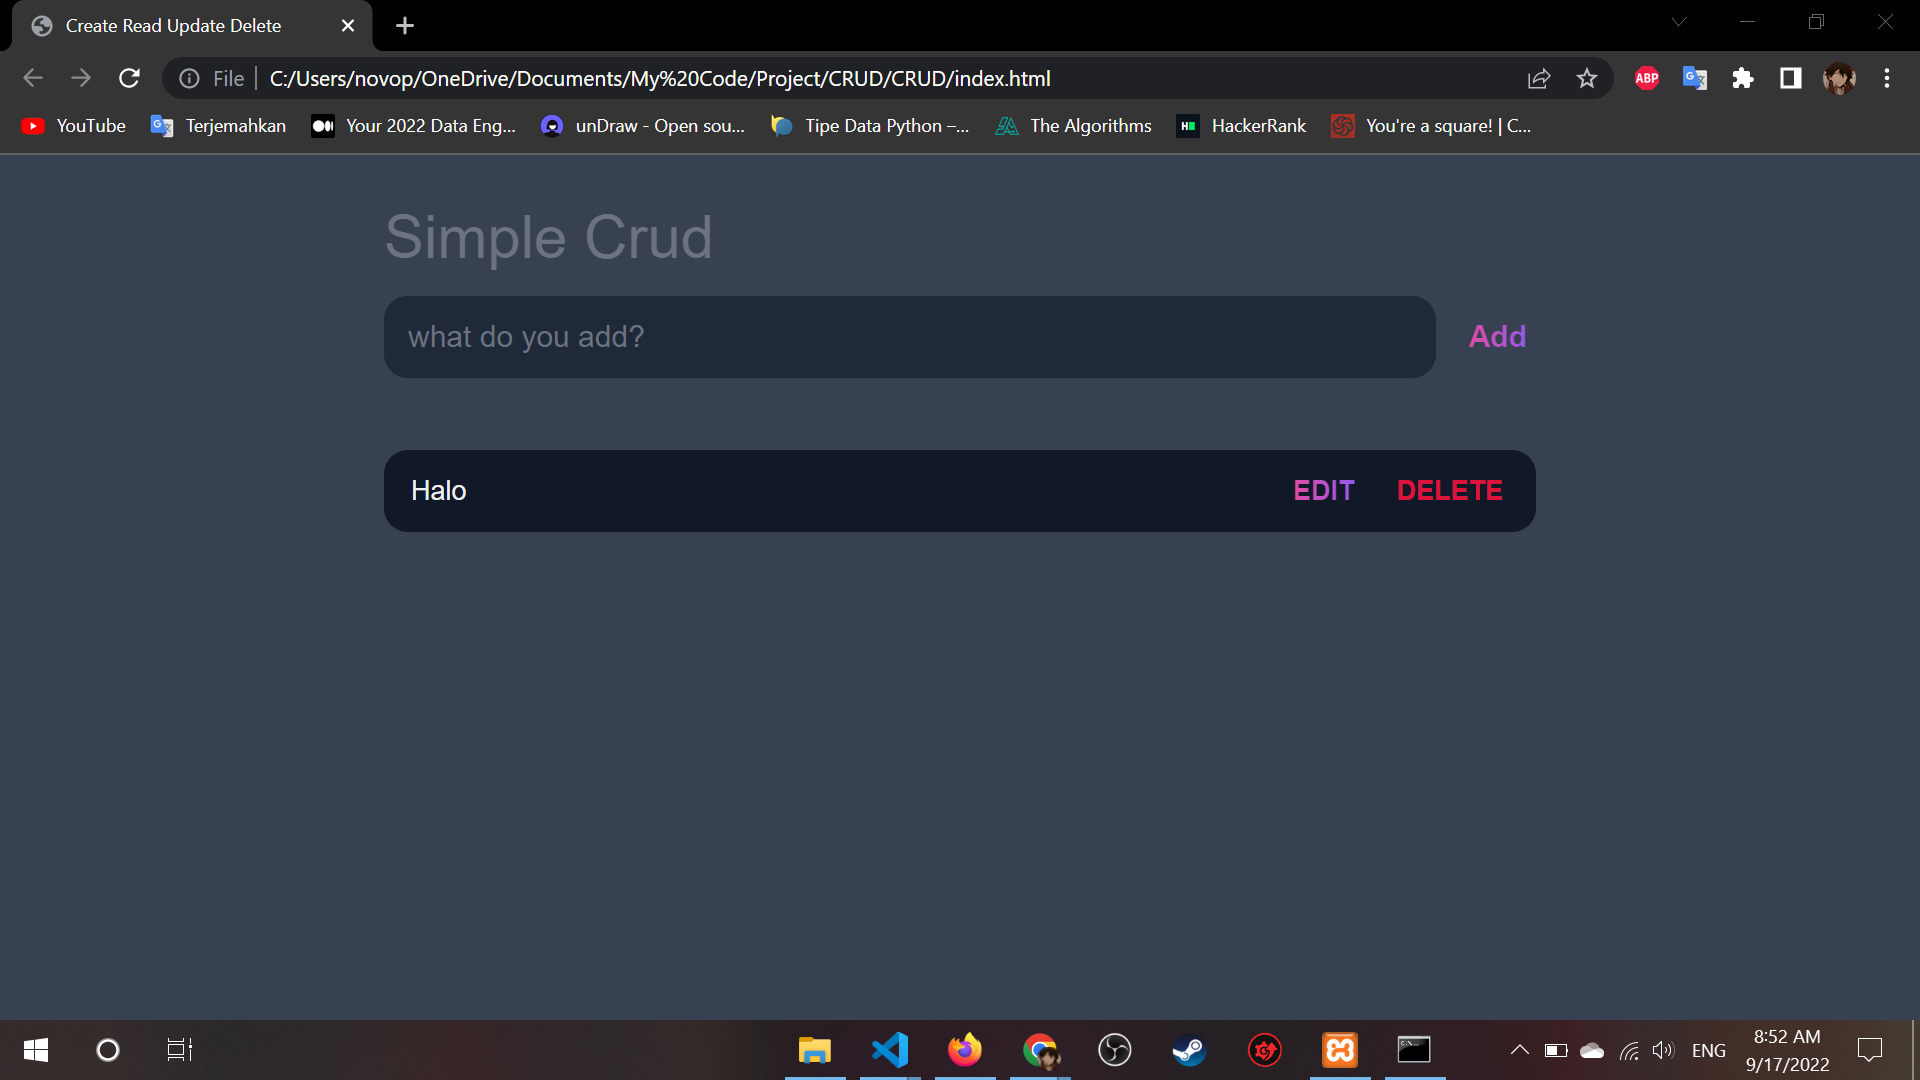 Create Read Update Delete
File C:/Users/novop/OneDrive/Documents/My%20Code/Project/CRUD/CRUD/index.html ABP
YouTube Terjemahkan Your 2022 Data Eng... unDraw - Open sou... Tipe Data Python –... The Algorithms HackerRank You're a square! | C...
Simple Crud
what do you add? Add
Halo EDIT DELETE
ENG 8:52 AM
9/17/2022